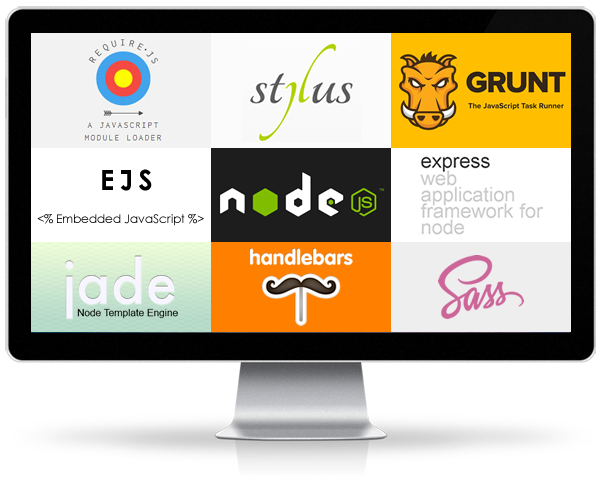 REQUIRE.JS
A JAVASCRIPT
MODULE LOADER
stylus
GRUNT
The JavaScript Task Runner
EJS
<% Embedded JavaScript %>
node
JS
™
express
web
application
framework for
node
jade
Node Template Engine
handlebars
Sass